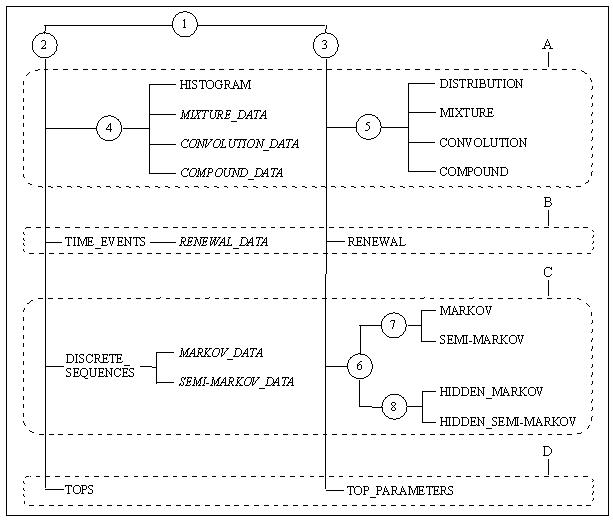 1
2
3
A
HISTOGRAM
DISTRIBUTION
MIXTURE_DATA
MIXTURE
4
5
CONVOLUTION_DATA
CONVOLUTION
COMPOUND_DATA
COMPOUND
B
TIME_EVENTS
RENEWAL_DATA
RENEWAL
C
MARKOV
7
SEMI-MARKOV
DISCRETE_
SEQUENCES
MARKOV_DATA
SEMI-MARKOV_DATA
6
HIDDEN_MARKOV
8
HIDDEN_SEMI-MARKOV
D
TOPS
TOP_PARAMETERS